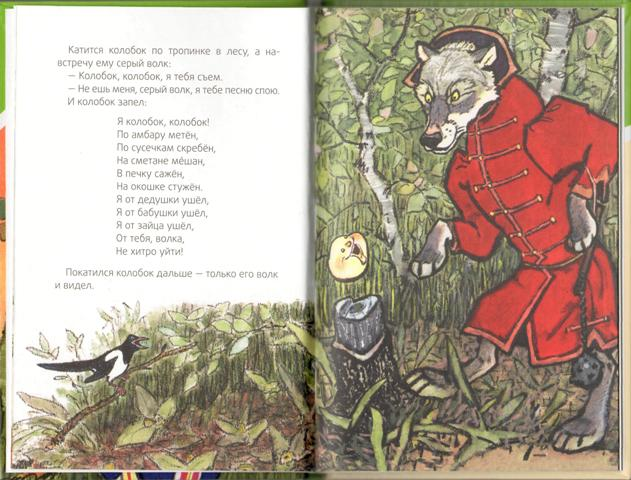 Катится колобок по тропинке в лесу, а на-
встречу ему серый волк:
— Колобок, колобок, я тебя съем.
— Не ешь меня, серый волк, я тебе песню спою.
И колобок запел:
Я колобок, колобок!
По амбару метён,
По сусечкам скребён,
На сметане мёшан,
В печку сажён,
На окошке стужён.
Я от дедушки ушёл,
Я от бабушки ушёл,
Я от зайца ушёл,
От тебя, волка,
Не хитро уйти!
Покатился колобок дальше — только его волк
и видел.